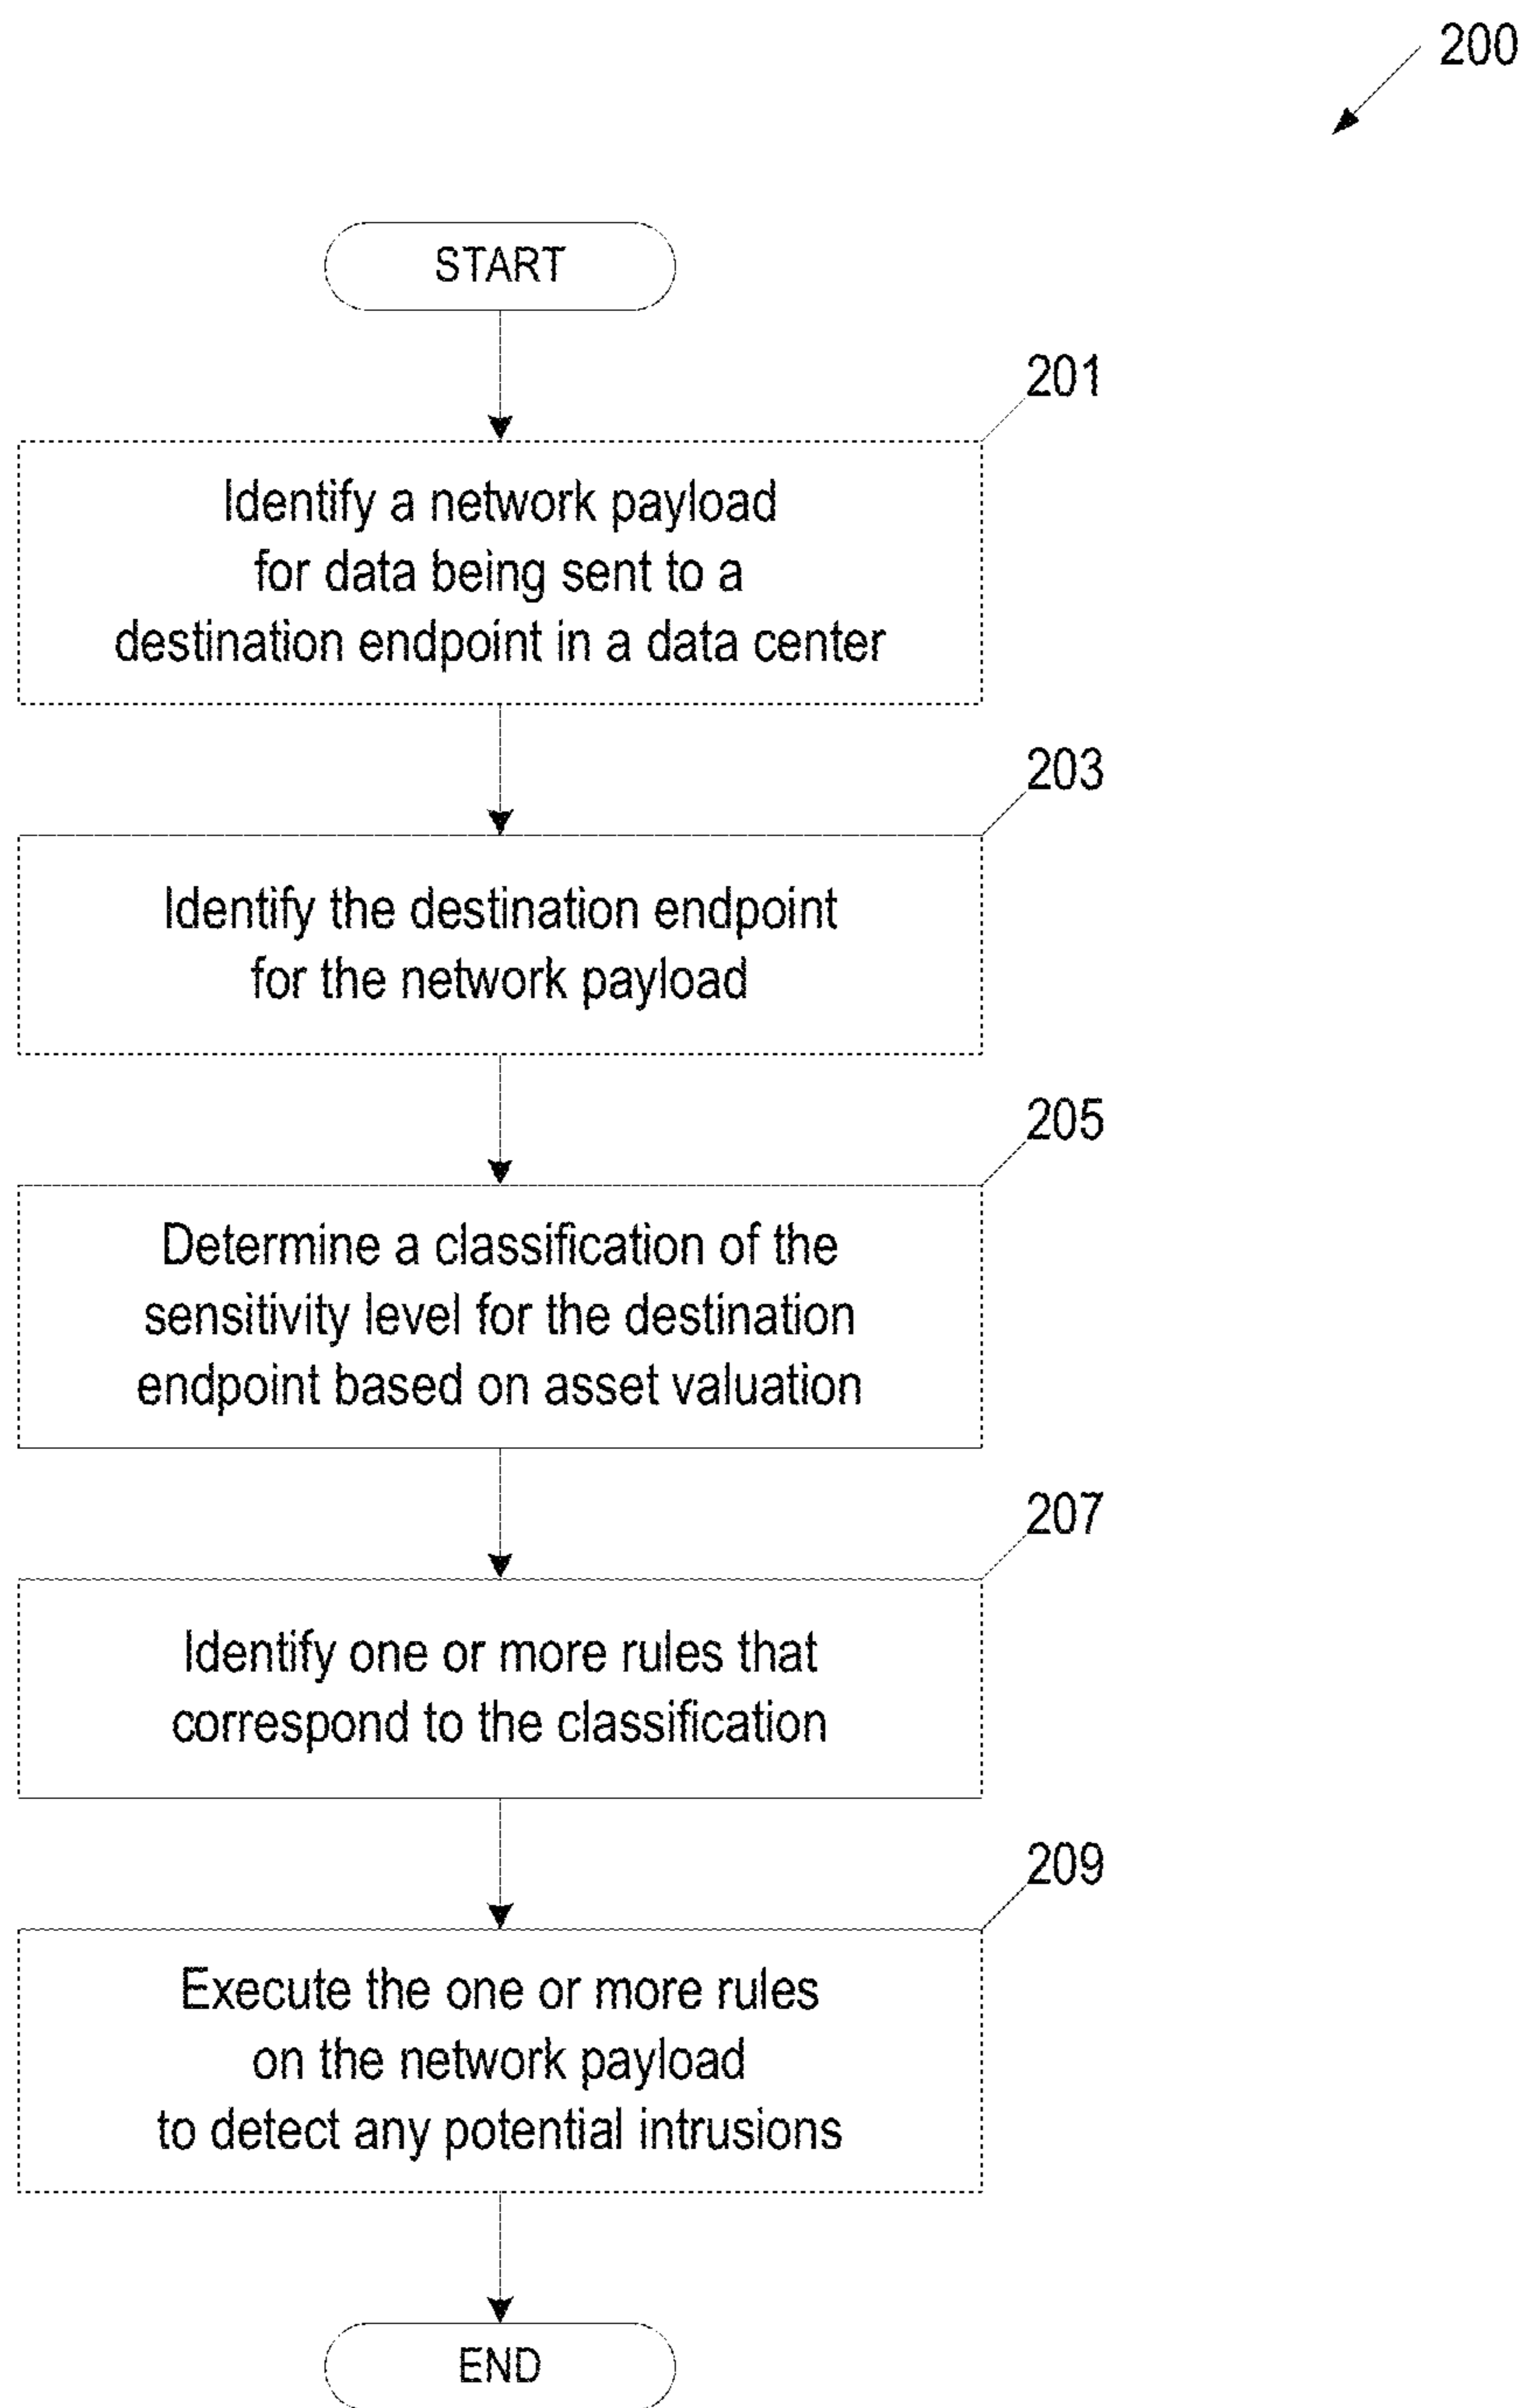 200
START
201
Identify a network payload
for data being sent to a
destination endpoint in a data center
203
Identify the destination endpoint
for the network payload
205
Determine a classification of the
sensitivity level for the destination
endpoint based on asset valuation
207
Identify one or more rules that
correspond to the classification
209
Execute the one or more rules
on the network payload
to detect any potential intrusions
END